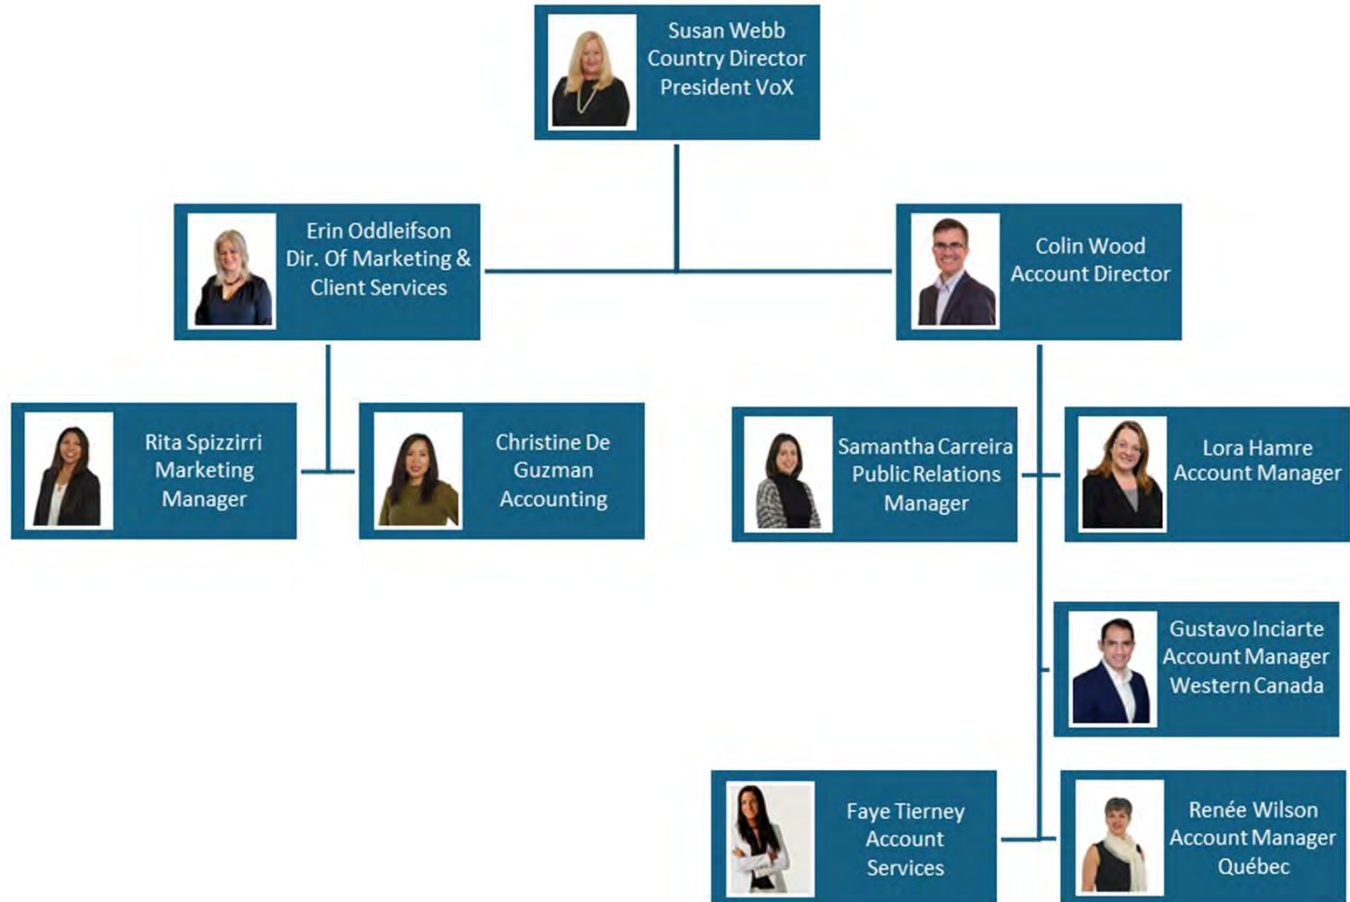 Susan Webb
Country Director
President VoX
Erin Oddleifson
Dir. Of Marketing &
Client Services
Colin Wood
Account Director
Rita Spizzirri
Marketing
Manager
Christine De
Guzman
Accounting
Samantha Carreira
Public Relations
Manager
Lora Hamre
Account Manager
Gustavo Inciarte
Account Manager
Western Canada
Faye Tierney
Account
Services
Renée Wilson
Account Manager
Québec